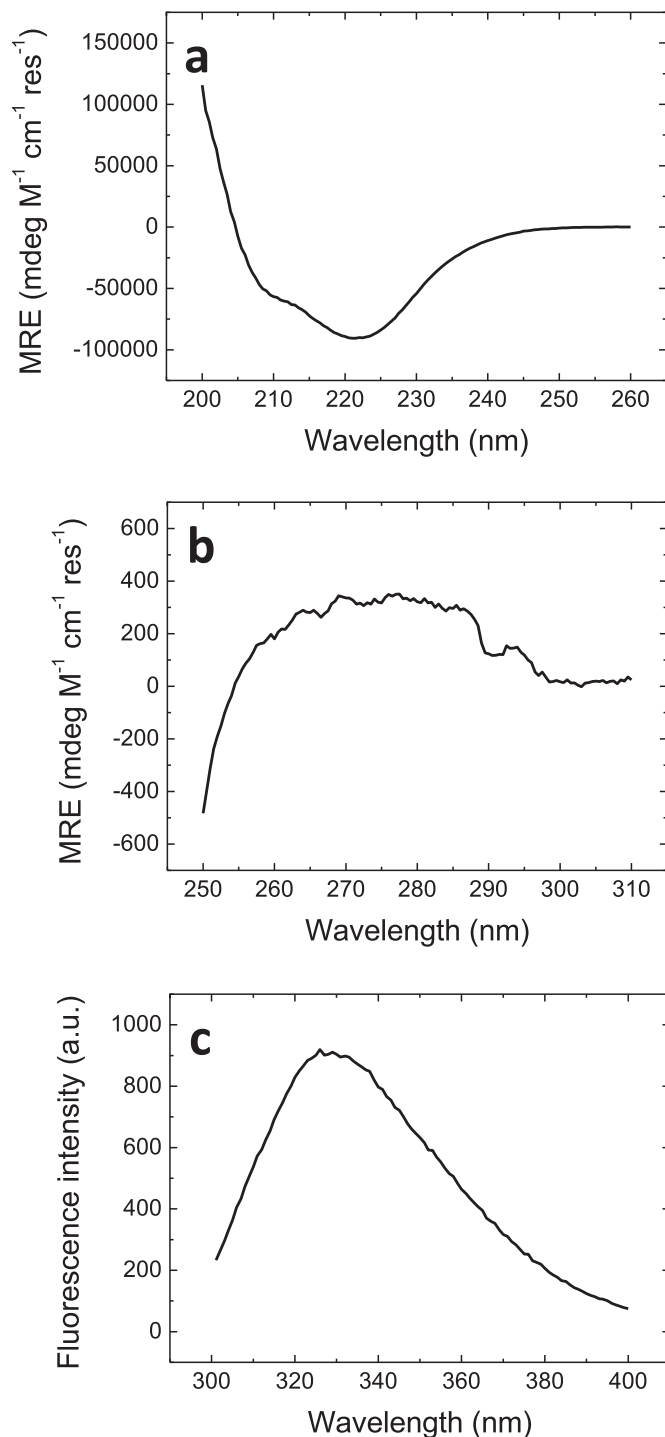 a
MRE (mdeg M⁻¹ cm⁻¹ res⁻¹)
150000
100000
50000
0
-50000
-100000
200 210 220 230 240 250 260
Wavelength (nm)
b
MRE (mdeg M⁻¹ cm⁻¹ res⁻¹)
600
400
200
0
-200
-400
-600
250 260 270 280 290 300 310
Wavelength (nm)
c
Fluorescence intensity (a.u.)
1000
800
600
400
200
0
300 320 340 360 380 400
Wavelength (nm)